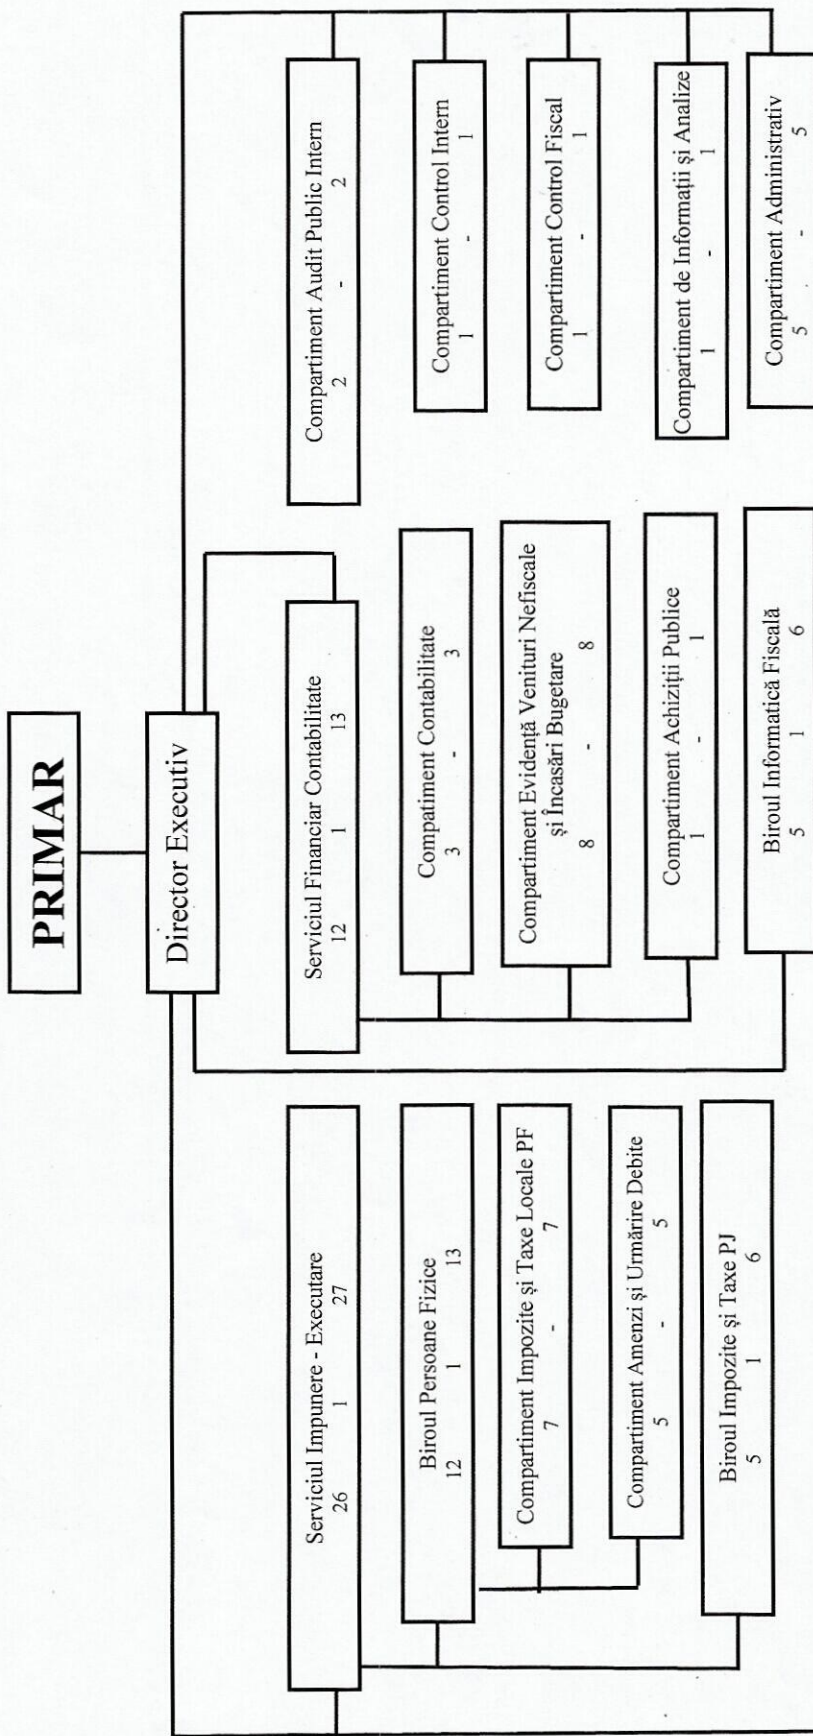 PRIMAR
Director Executiv
Serviciul Impunere - Executare
26 1 27
Biroul Persoane Fizice
12 1 13
Compartiment Impozite și Taxe Locale PF
7 - 7
Compartiment Amenzi și Urmărire Debite
5 - 5
Biroul Impozite și Taxe PJ
5 1 6
Serviciul Financiar Contabilitate
12 1 13
Compatiment Contabilitate
3 - 3
Compartiment Evidență Venituri Nefiscale
și Încasări Bugetare
8 - 8
Compartiment Achiziții Publice
1 - 1
Biroul Informatică Fiscală
5 1 6
Compartiment Audit Public Intern
2 - 2
Compartiment Control Intern
1 - 1
Compartiment Control Fiscal
1 - 1
Compartiment de Informații și Analize
1 - 1
Compartiment Administrativ
5 - 5